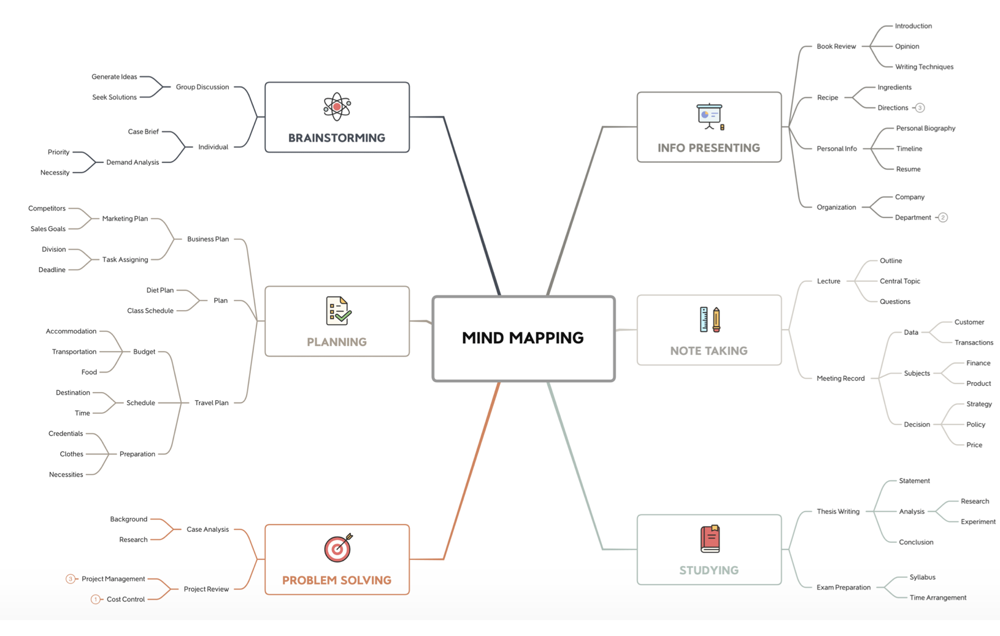 MIND MAPPING
BRAINSTORMING
Group Discussion
Generate Ideas
Seek Solutions
Individual
Case Brief
Demand Analysis
Priority
Necessity
PLANNING
Business Plan
Marketing Plan
Competitors
Sales Goals
Task Assigning
Division
Deadline
Plan
Diet Plan
Class Schedule
Travel Plan
Budget
Accommodation
Transportation
Food
Schedule
Destination
Time
Preparation
Credentials
Clothes
Necessities
PROBLEM SOLVING
Case Analysis
Background
Research
Project Review
Project Management
3
Cost Control
1
INFO PRESENTING
Book Review
Introduction
Opinion
Writing Techniques
Recipe
Ingredients
Directions
3
Personal Info
Personal Biography
Timeline
Resume
Organization
Company
Department
2
NOTE TAKING
Lecture
Outline
Central Topic
Questions
Meeting Record
Data
Customer
Transactions
Subjects
Finance
Product
Decision
Strategy
Policy
Price
STUDYING
Thesis Writing
Statement
Analysis
Research
Experiment
Conclusion
Exam Preparation
Syllabus
Time Arrangement